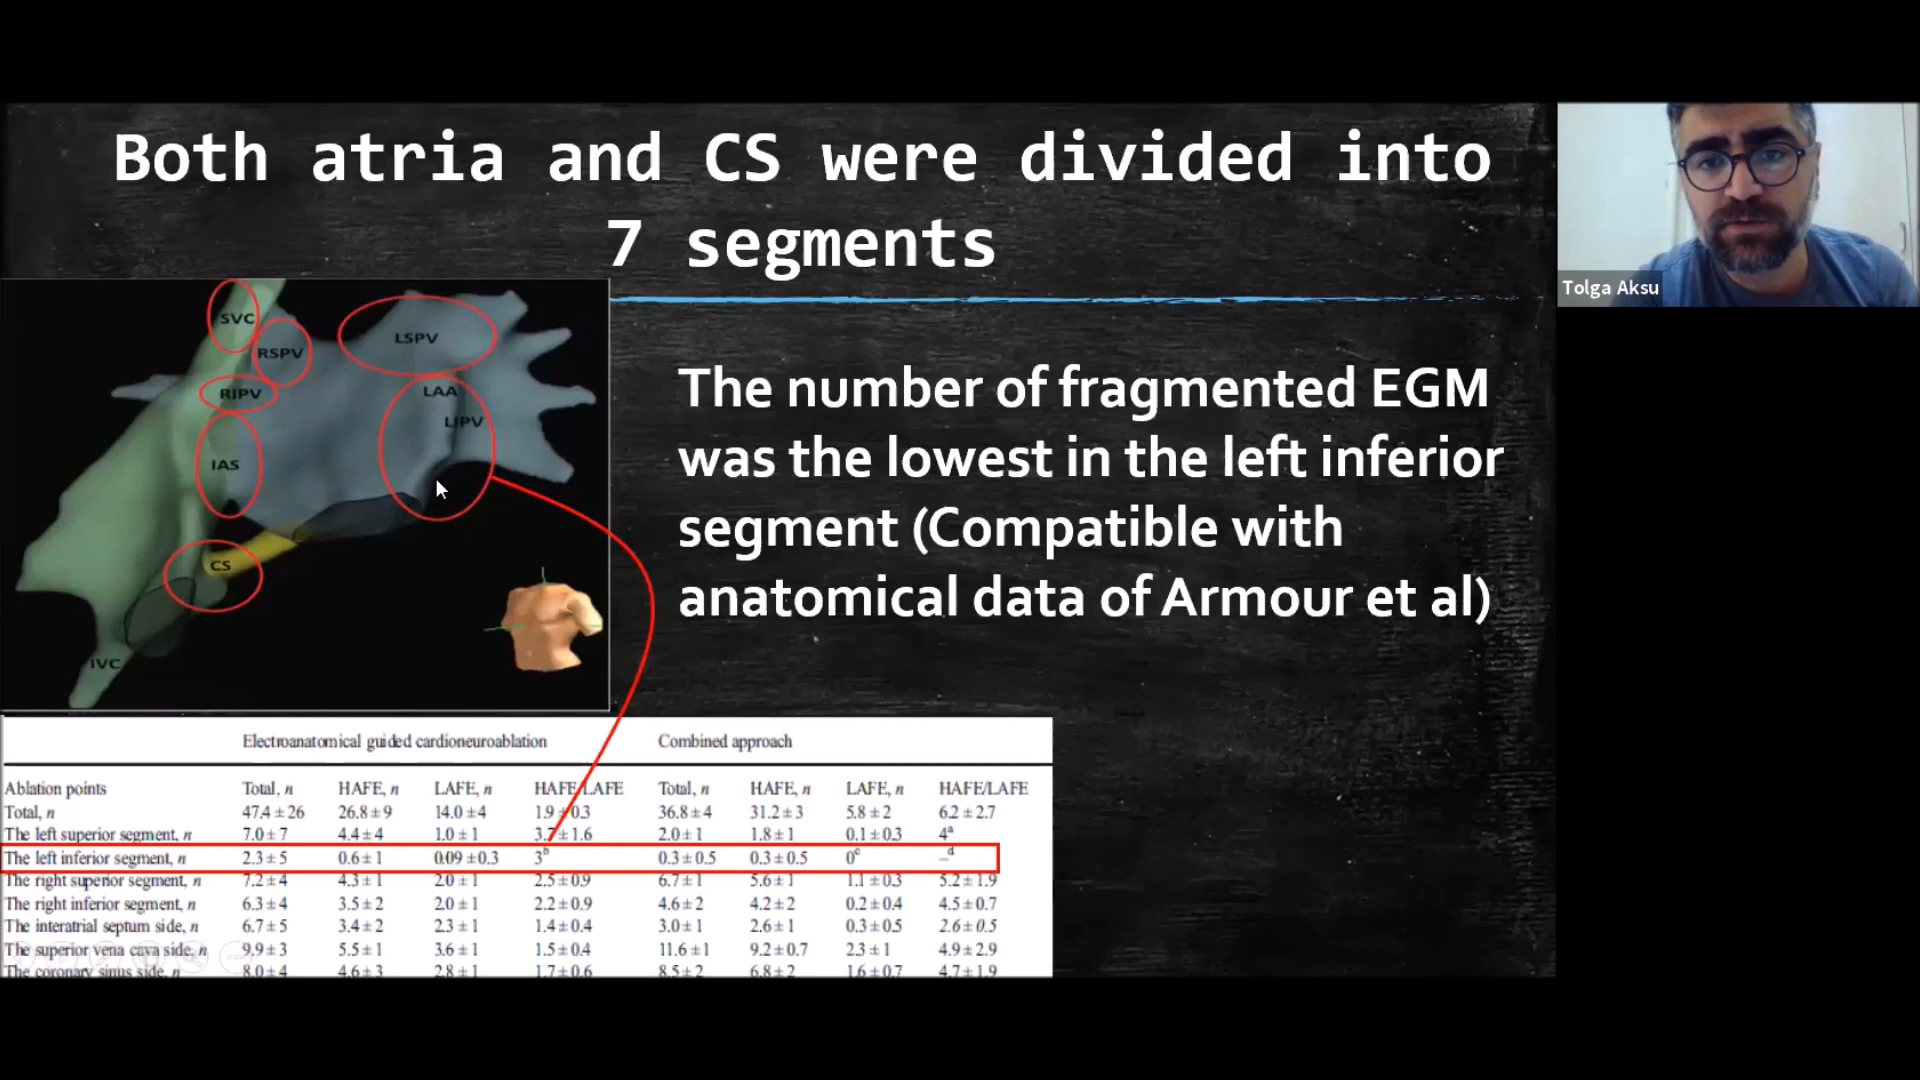 Both atria and CS were divided into
7 segments
Tolga Aksu
SVC
RSPV
LSPV
RIPV
LAA
LIPV
IAS
CS
IVC
The number of fragmented EGM
was the lowest in the left inferior
segment (Compatible with
anatomical data of Armour et al)
Electroanatomical guided cardioneuroablation Combined approach
Ablation points Total, n HAFE, n LAFE, n HAFE/LAFE Total, n HAFE, n LAFE, n HAFE/LAFE
Total, n 47.4 ± 26 26.8 ± 9 14.0 ± 4 1.9 ± 0.3 36.8 ± 4 31.2 ± 3 5.8 ± 2 6.2 ± 2.7
The left superior segment, n 7.0 ± 7 4.4 ± 4 1.0 ± 1 3.7 ± 1.6 2.0 ± 1 1.8 ± 1 0.1 ± 0.3 4ª
The left inferior segment, n 2.3 ± 5 0.6 ± 1 0.09 ± 0.3 3ᵇ 0.3 ± 0.5 0.3 ± 0.5 0ᶜ –ᵈ
The right superior segment, n 7.2 ± 4 4.3 ± 1 2.0 ± 1 2.5 ± 0.9 6.7 ± 1 5.6 ± 1 1.1 ± 0.3 5.2 ± 1.9
The right inferior segment, n 6.3 ± 4 3.5 ± 2 2.0 ± 1 2.2 ± 0.9 4.6 ± 2 4.2 ± 2 0.2 ± 0.4 4.5 ± 0.7
The interatrial septum side, n 6.7 ± 5 3.4 ± 2 2.3 ± 1 1.4 ± 0.4 3.0 ± 1 2.6 ± 1 0.3 ± 0.5 2.6 ± 0.5
The superior vena cava side, n 9.9 ± 3 5.5 ± 1 3.6 ± 1 1.5 ± 0.4 11.6 ± 1 9.2 ± 0.7 2.3 ± 1 4.9 ± 2.9
The coronary sinus side, n 8.0 ± 4 4.6 ± 3 2.8 ± 1 1.7 ± 0.6 8.5 ± 2 6.8 ± 2 1.6 ± 0.7 4.7 ± 1.9